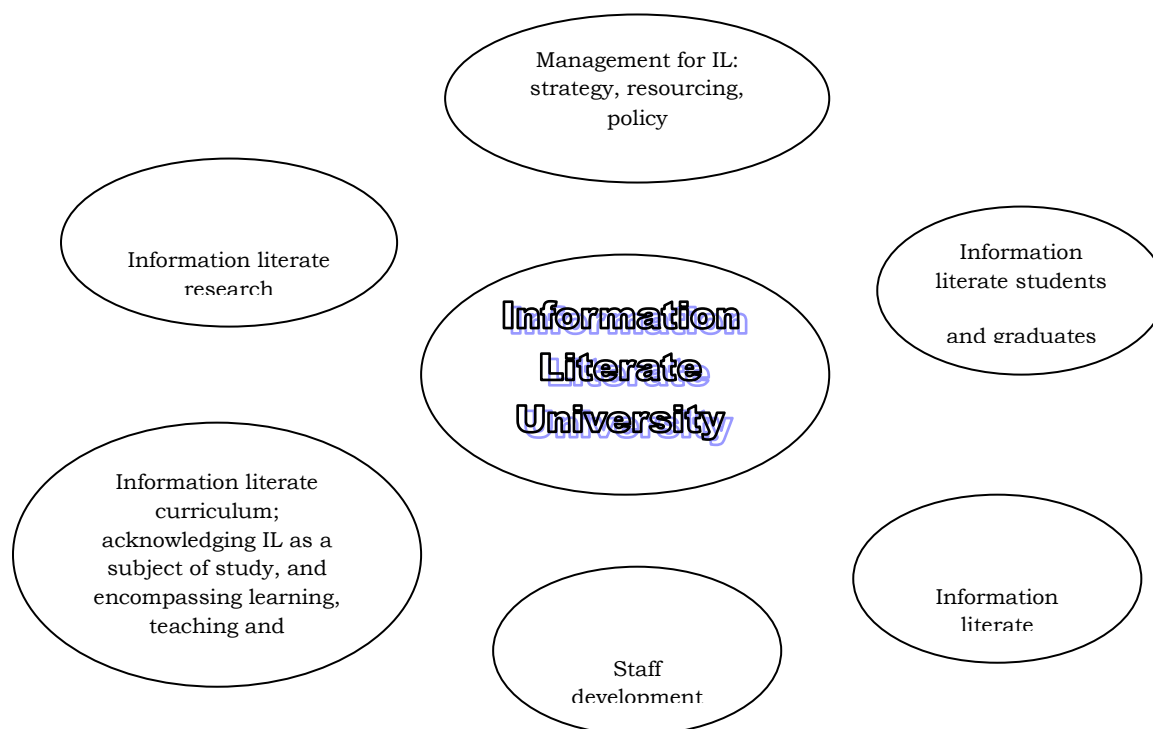 Management for IL:
strategy, resourcing,
policy
Information literate
research
Information
literate students
and graduates
Information
Literate
University
Information literate
curriculum;
acknowledging IL as a
subject of study, and
encompassing learning,
teaching and
Information
literate
Staff
development